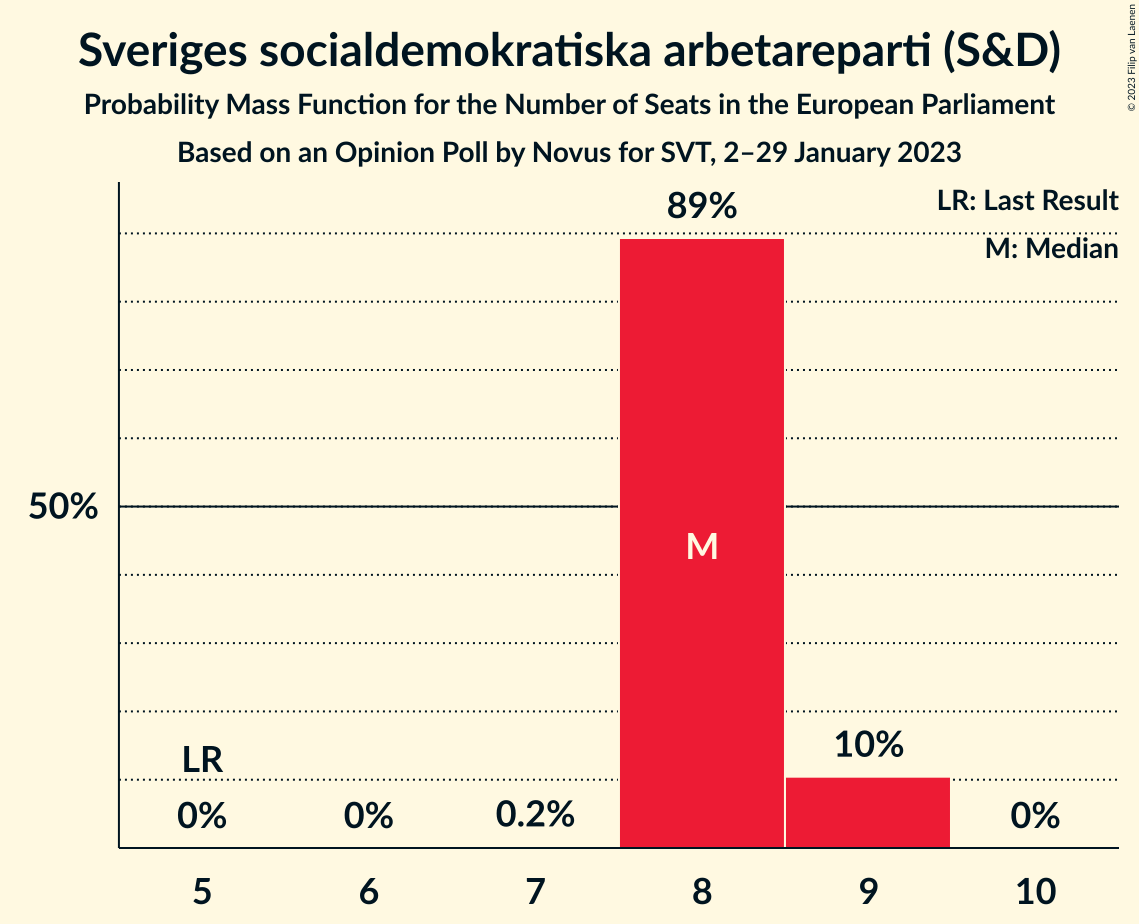 Sveriges socialdemokratiska arbetareparti (S&D)
Probability Mass Function for the Number of Seats in the European Parliament
Based on an Opinion Poll by Novus for SVT, 2–29 January 2023
© 2023 Filip van Laenen
LR: Last Result
M: Median
89%
50%
M
10%
LR
0% 0% 0.2% 0%
5 6 7 8 9 10